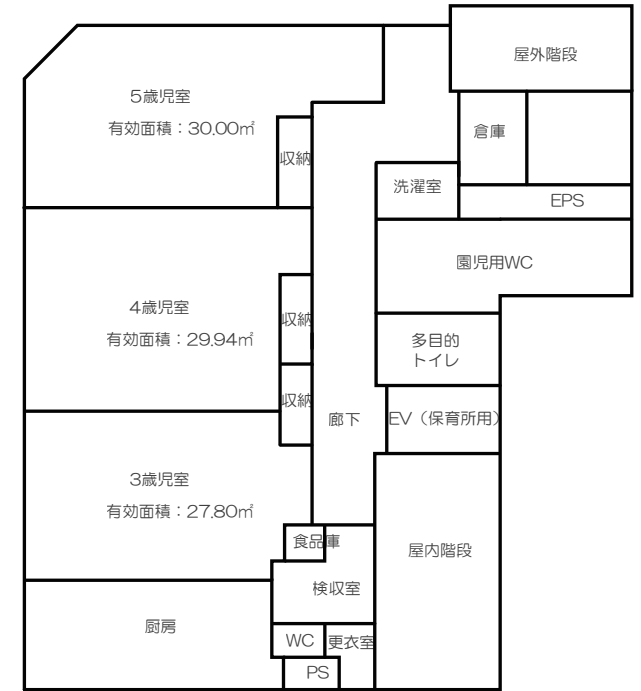 屋外階段
5歳児室
有効面積：30.00㎡
倉庫
収納
洗濯室
EPS
園児用WC
4歳児室
有効面積：29.94㎡
収納
多目的
トイレ
収納
廊下
EV（保育所用）
3歳児室
有効面積：27.80㎡
食品庫
屋内階段
検収室
厨房
WC
更衣室
PS